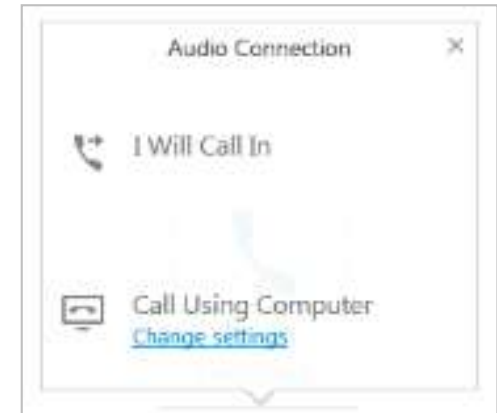 Audio Connection
I Will Call In
Call Using Computer
Change settings